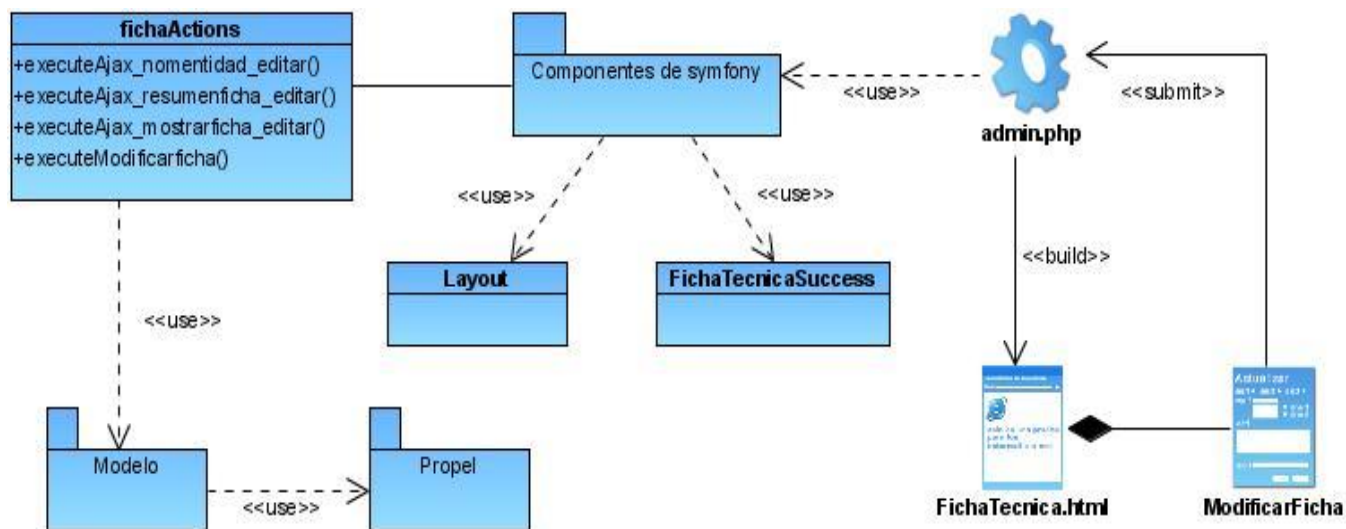 fichaActions
+executeAjax_nomentidad_editar()
+executeAjax_resumenficha_editar()
+executeAjax_mostrarficha_editar()
+executeModificarficha()
Componentes de symfony
<<use>>
admin.php
<<submit>>
<<use>>
<<use>>
<<build>>
Layout
FichaTecnicaSuccess
<<use>>
Modelo
<<use>>
Propel
FichaTecnica.html
Actualizar
ModificarFicha